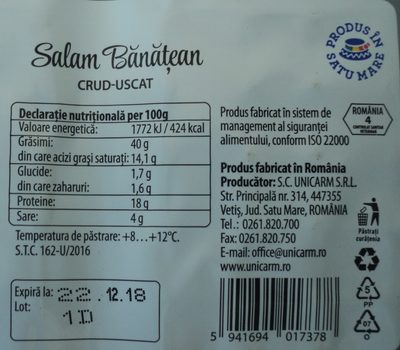 Salam Bănățean
CRUD-USCAT
PRODUS ÎN
SATU MARE
Declarație nutrițională per 100g
Valoare energetică: 1772 kJ / 424 kcal
Grăsimi: 40 g
din care acizi grași saturați: 14,1 g
Glucide: 1,7 g
din care zaharuri: 1,6 g
Proteine: 18 g
Sare: 4 g
Temperatura de păstrare: +8...+12°C.
S.T.C. 162-U/2016
Produs fabricat în sistem de
management al siguranței
alimentului, conform ISO 22000
ROMÂNIA
4
Produs fabricat în România
Producător: S.C. UNICARM S.R.L.
Str. Principală nr. 314, 447355
Vetiș, Jud. Satu Mare, ROMÂNIA
Tel.: 0261.820.700
Fax: 0261.820.750
E-mail: office@unicarm.ro
www.unicarm.ro
Păstrați
curățenia
5
PP
07
O
Expiră la: 22.12.18
Lot: 1D
5 941694 017378